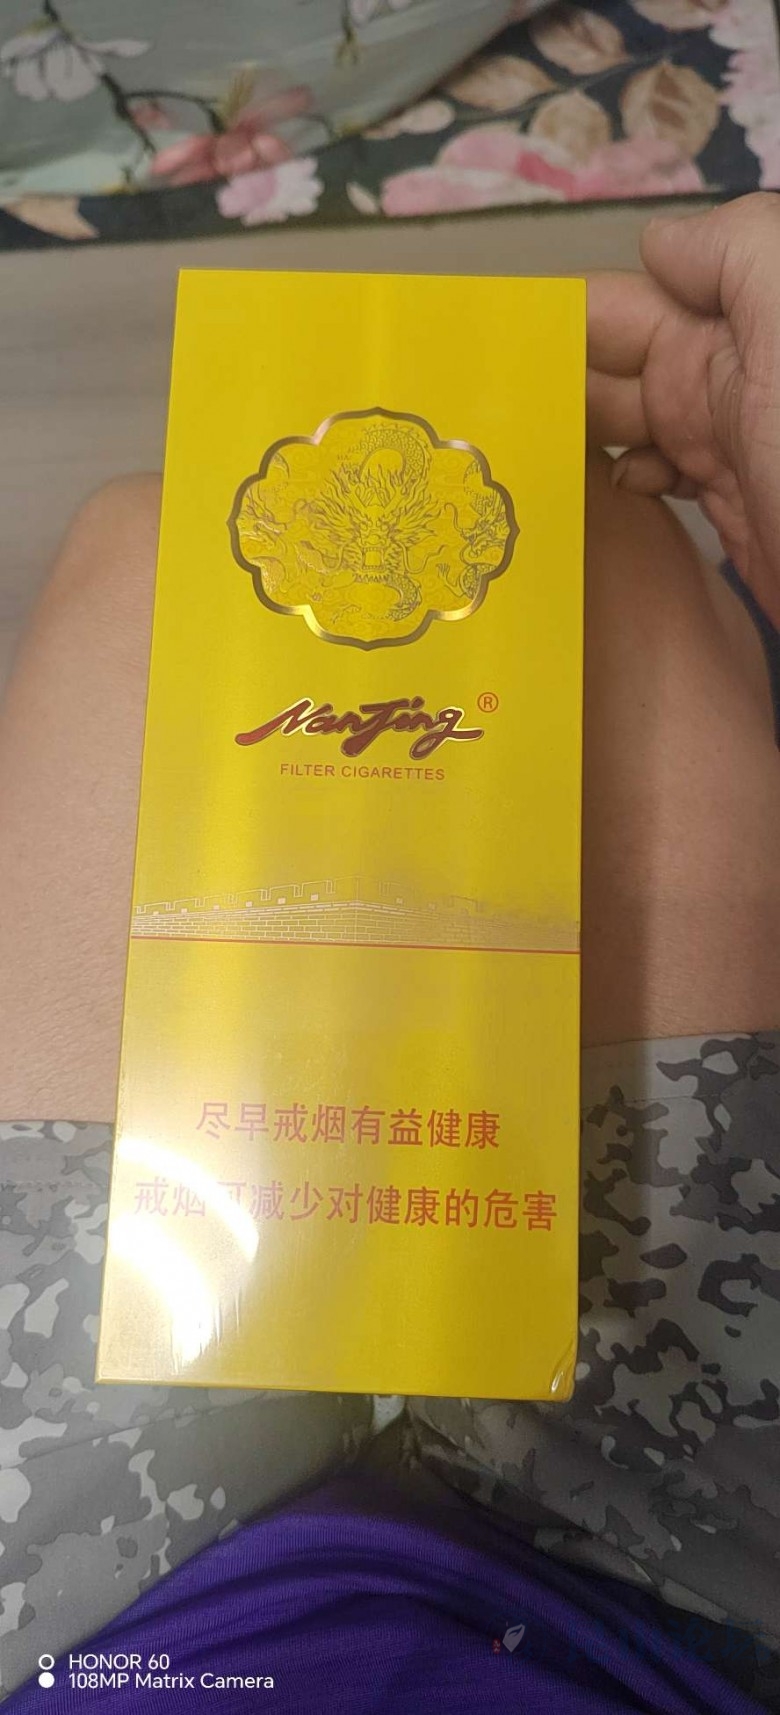 NanJing®
FILTER CIGARETTES
尽早戒烟有益健康
戒烟可减少对健康的危害
HONOR 60
108MP Matrix Camera